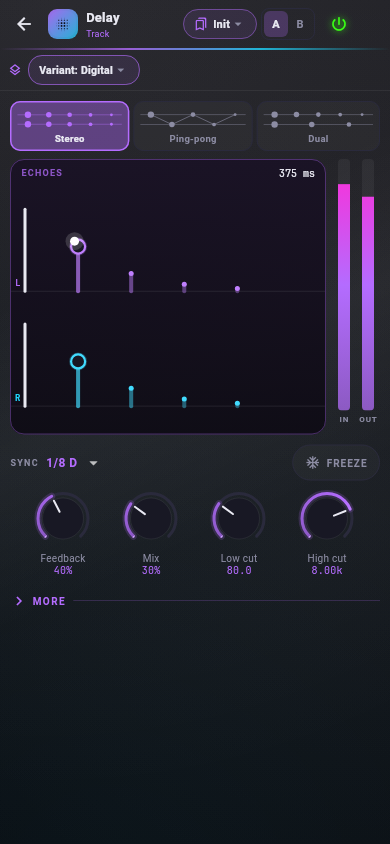 Delay
Track
Init
A
B
Variant: Digital
Stereo
Ping-pong
Dual
ECHOES
375 ms
L
R
IN
OUT
SYNC
1/8 D
FREEZE
Feedback
40%
Mix
30%
Low cut
80.0
High cut
8.00k
MORE